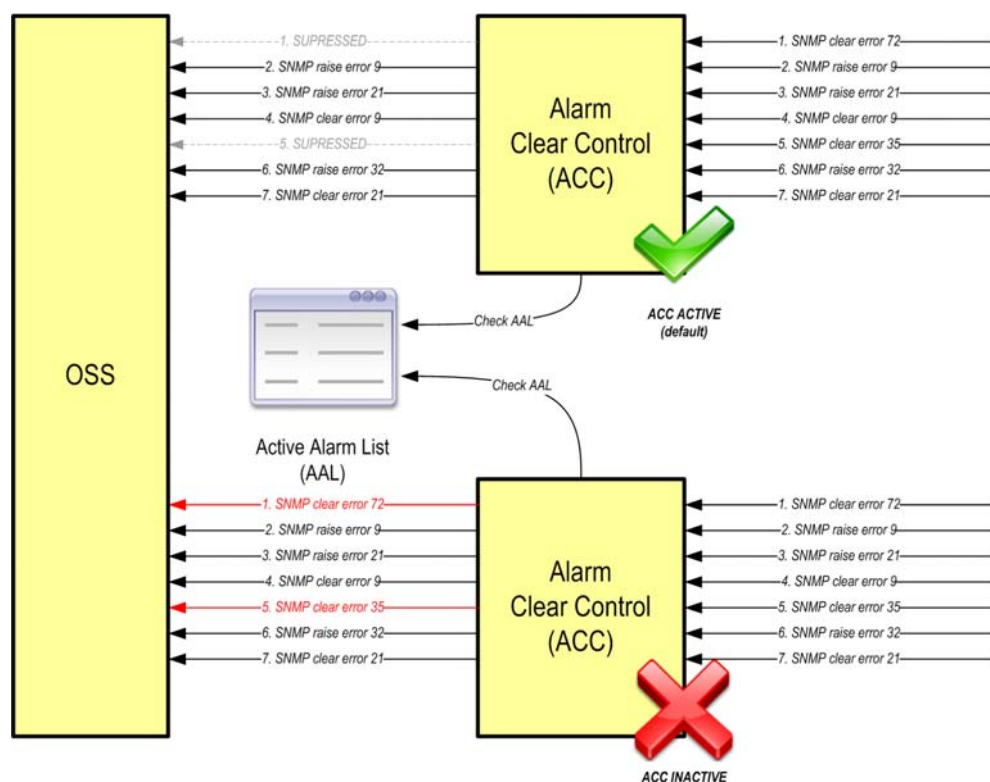 1. SUPRESSED
2. SNMP raise error 9
3. SNMP raise error 21
4. SNMP clear error 9
5. SUPRESSED
6. SNMP raise error 32
7. SNMP clear error 21
Alarm
Clear Control
(ACC)
1. SNMP clear error 72
2. SNMP raise error 9
3. SNMP raise error 21
4. SNMP clear error 9
5. SNMP clear error 35
6. SNMP raise error 32
7. SNMP clear error 21
ACC ACTIVE
(default)
Check AAL
OSS
Check AAL
Active Alarm List
(AAL)
1. SNMP clear error 72
2. SNMP raise error 9
3. SNMP raise error 21
4. SNMP clear error 9
5. SNMP clear error 35
6. SNMP raise error 32
7. SNMP clear error 21
Alarm
Clear Control
(ACC)
1. SNMP clear error 72
2. SNMP raise error 9
3. SNMP raise error 21
4. SNMP clear error 9
5. SNMP clear error 35
6. SNMP raise error 32
7. SNMP clear error 21
ACC INACTIVE